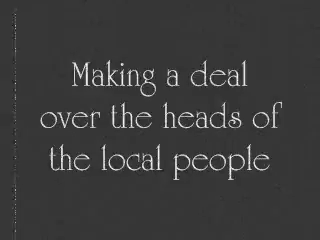 Making a deal
over the heads of
the local people